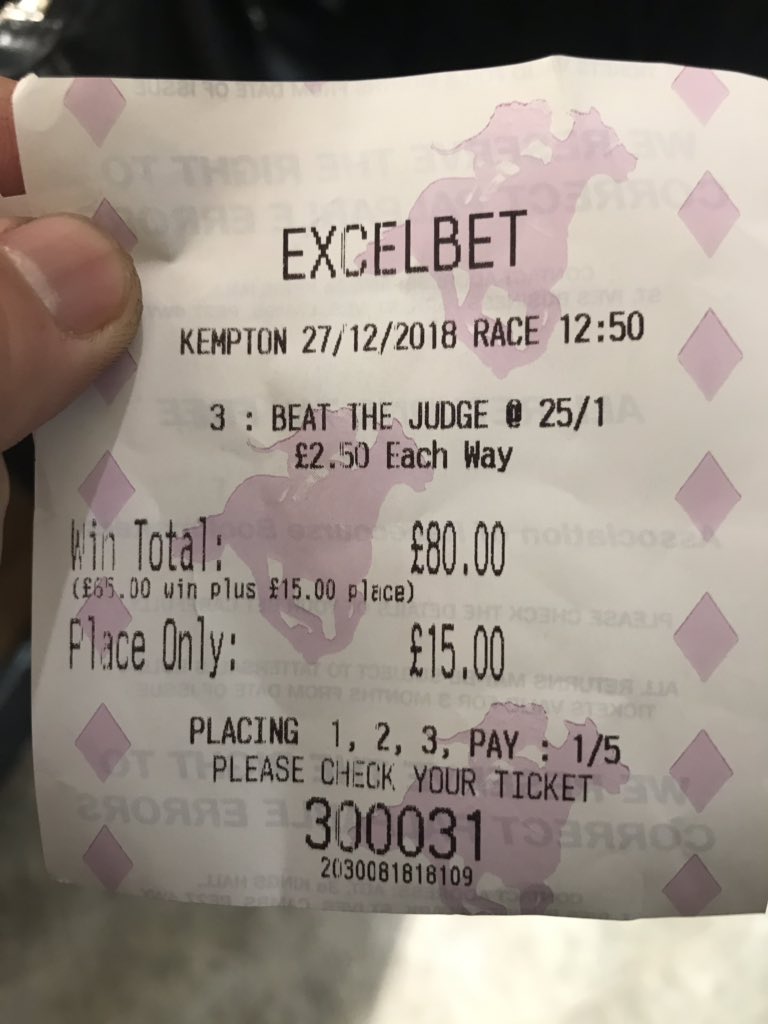 EXCELBET
KEMPTON 27/12/2018 RACE 12:50
3 : BEAT THE JUDGE @ 25/1
£2.50 Each Way
Win Total: £80.00
(£65.00 win plus £15.00 place)
Place Only: £15.00
PLACING 1, 2, 3, PAY : 1/5
PLEASE CHECK YOUR TICKET
300031
2030081818109